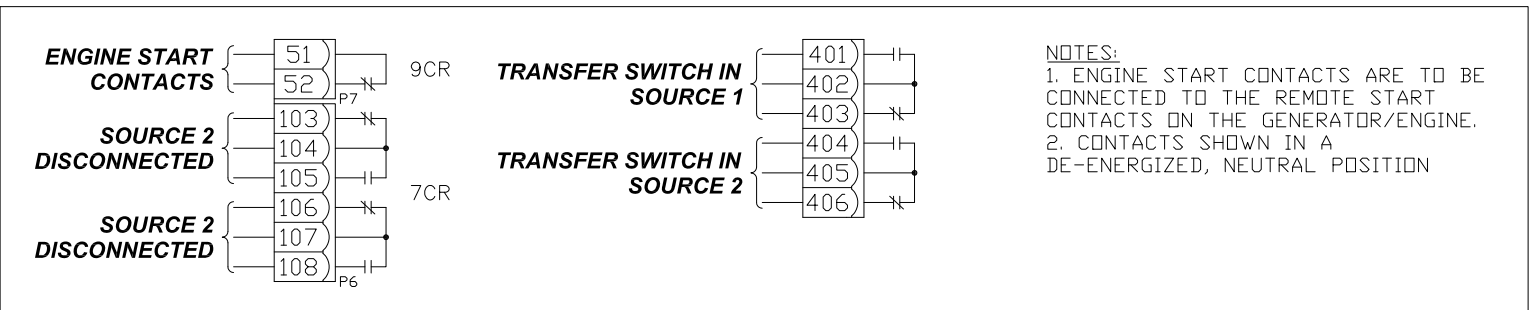 ENGINE START
CONTACTS
51
52
P7
9CR
SOURCE 2
DISCONNECTED
103
104
105
7CR
SOURCE 2
DISCONNECTED
106
107
108
P6
TRANSFER SWITCH IN
SOURCE 1
401
402
403
TRANSFER SWITCH IN
SOURCE 2
404
405
406
NOTES:
1. ENGINE START CONTACTS ARE TO BE
CONNECTED TO THE REMOTE START
CONTACTS ON THE GENERATOR/ENGINE.
2. CONTACTS SHOWN IN A
DE-ENERGIZED, NEUTRAL POSITION